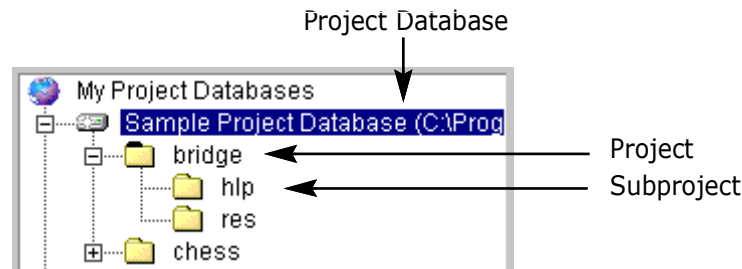 Project Database
My Project Databases
Sample Project Database (C:\Prog
bridge
Project
hlp
Subproject
res
chess